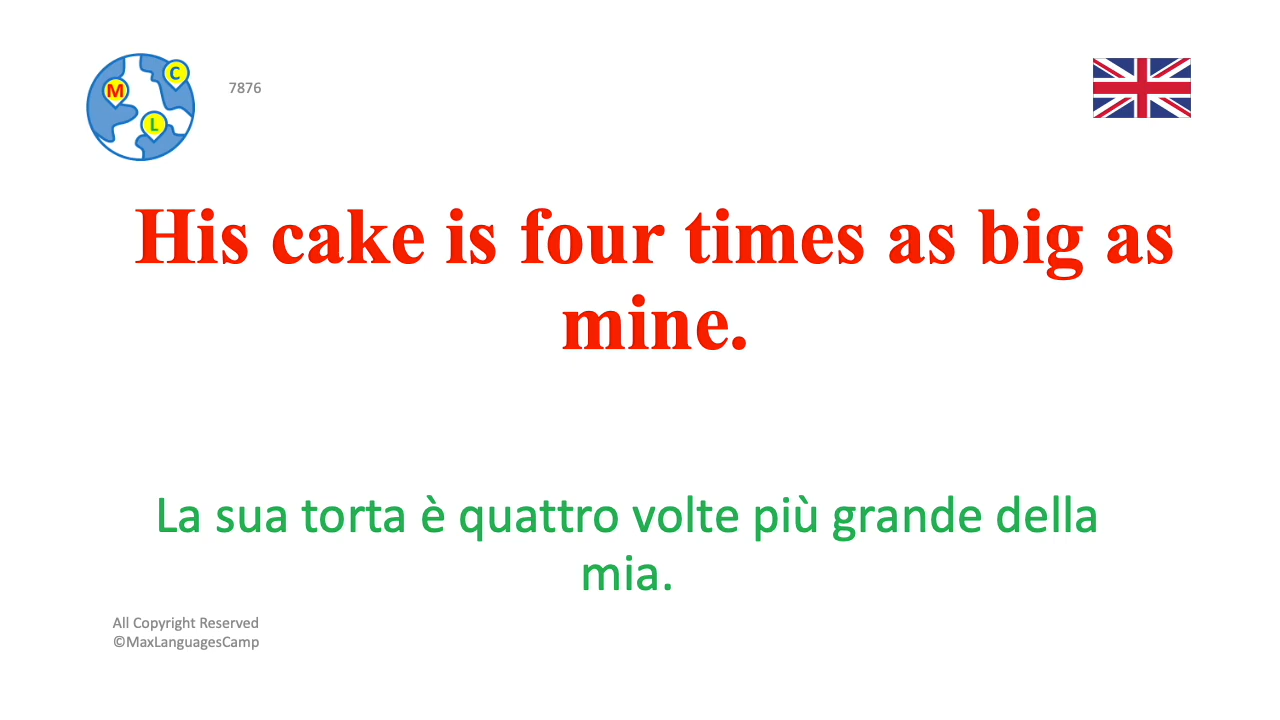 7876
M
C
L
His cake is four times as big as
mine.
La sua torta è quattro volte più grande della
mia.
All Copyright Reserved
©MaxLanguagesCamp